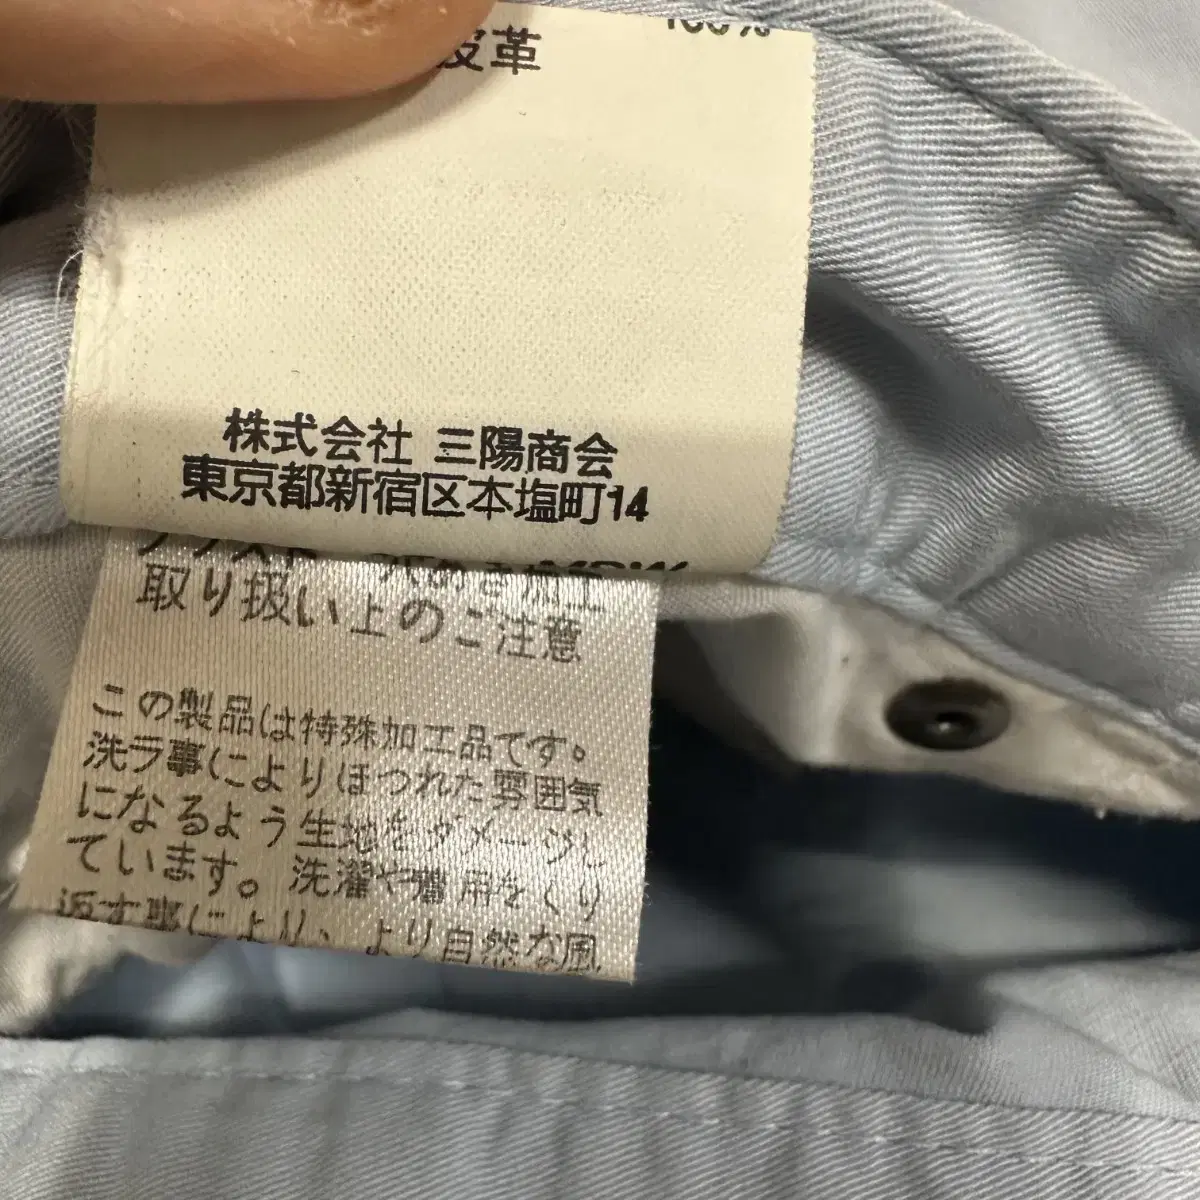 100%
皮革
株式会社 三陽商会
東京都新宿区本塩町14
取り扱い上のご注意
この製品は特殊加工品です。
洗う事によりほつれた雰囲気
になるよう生地をダメージし
ています。洗濯や着用をくり
返す事により、より自然な風